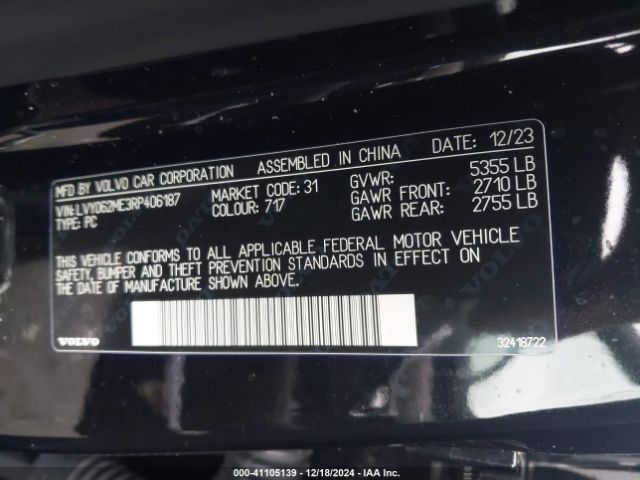 MFD BY VOLVO CAR CORPORATION ASSEMBLED IN CHINA DATE: 12/23
VIN: LVY062ME3RP406187 MARKET CODE: 31 GVWR: 5355 LB
TYPE: PC COLOUR: 717 GAWR FRONT: 2710 LB
GAWR REAR: 2755 LB
THIS VEHICLE CONFORMS TO ALL APPLICABLE FEDERAL MOTOR VEHICLE
SAFETY, BUMPER AND THEFT PREVENTION STANDARDS IN EFFECT ON
THE DATE OF MANUFACTURE SHOWN ABOVE.
VOLVO 32418722
000-41105139 - 12/18/2024 - IAA Inc.